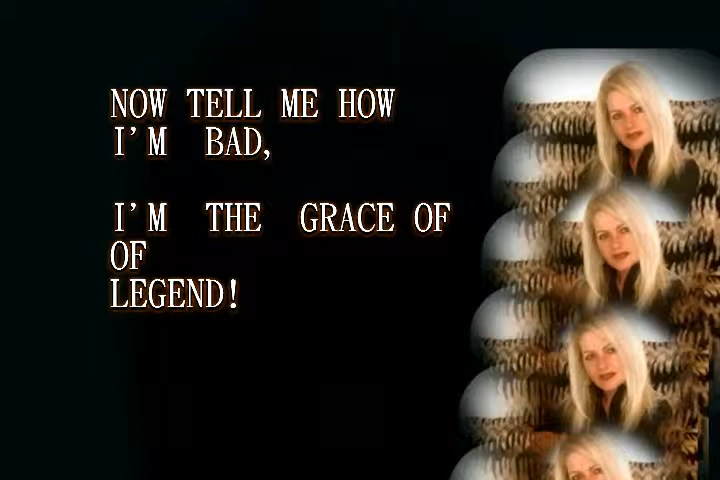 NOW TELL ME HOW
I'M BAD,
I'M THE GRACE OF
OF
LEGEND!